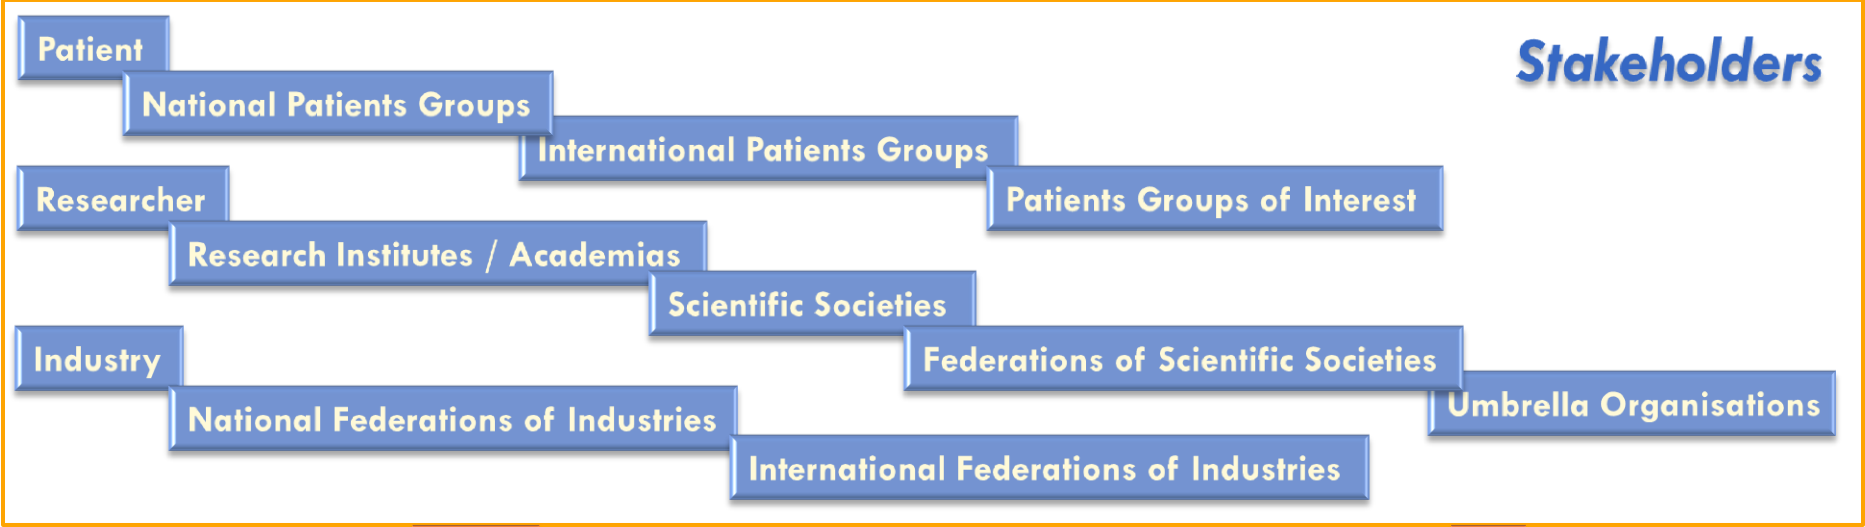 Stakeholders
Patient
National Patients Groups
International Patients Groups
Patients Groups of Interest
Researcher
Research Institutes / Academias
Scientific Societies
Federations of Scientific Societies
Umbrella Organisations
Industry
National Federations of Industries
International Federations of Industries